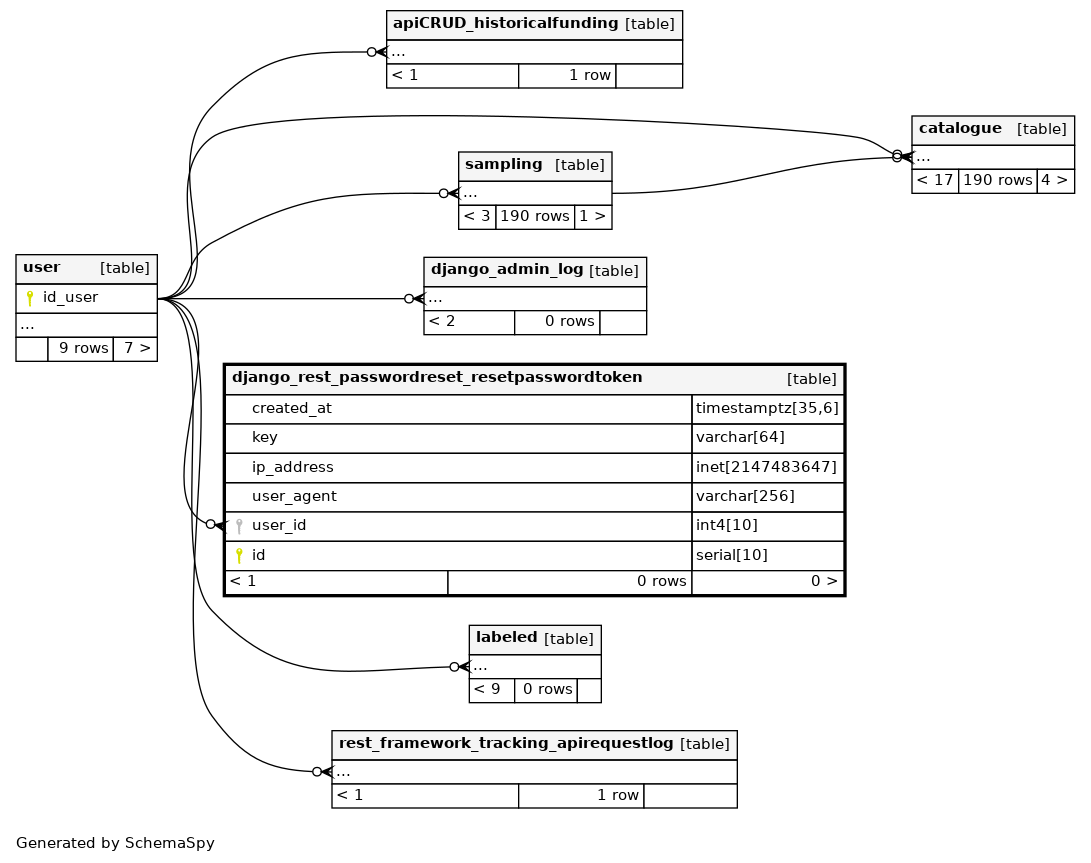 apiCRUD_historicalfunding [table]
...
< 1 1 row
catalogue [table]
...
< 17 190 rows 4 >
sampling [table]
...
< 3 190 rows 1 >
user [table]
id_user
...
9 rows 7 >
django_admin_log [table]
...
< 2 0 rows
django_rest_passwordreset_resetpasswordtoken [table]
created_at timestamptz[35,6]
key varchar[64]
ip_address inet[2147483647]
user_agent varchar[256]
user_id int4[10]
id serial[10]
< 1 0 rows 0 >
labeled [table]
...
< 9 0 rows
rest_framework_tracking_apirequestlog [table]
...
< 1 1 row
Generated by SchemaSpy